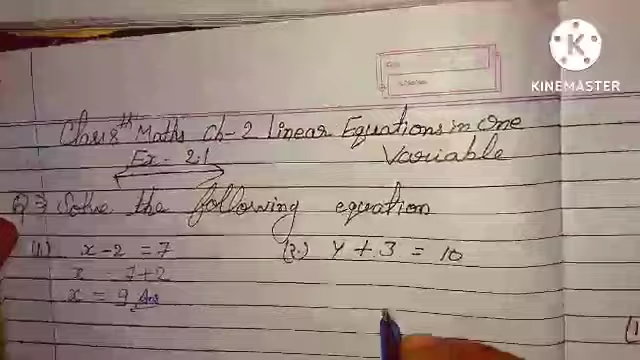 KINEMASTER
Class 8th Maths Ch-2 Linear Equations in One Variable
Ex - 2.1
Q ⇒ Solve the following equation
(1) x - 2 = 7 (2.) y + 3 = 10
x = 7 + 2
x = 9 Ans